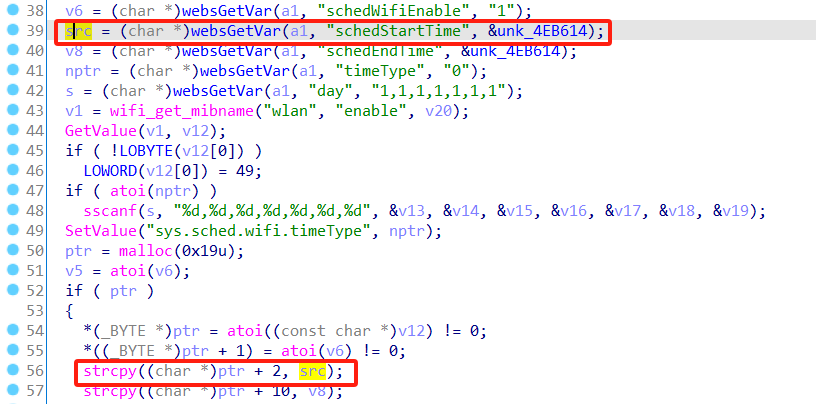 38 v6 = (char *)websGetVar(a1, "schedWifiEnable", "1");
39 src = (char *)websGetVar(a1, "schedStartTime", &unk_4EB614);
40 v8 = (char *)websGetVar(a1, "schedEndTime", &unk_4EB614);
41 nptr = (char *)websGetVar(a1, "timeType", "0");
42 s = (char *)websGetVar(a1, "day", "1,1,1,1,1,1,1");
43 v1 = wifi_get_mibname("wlan", "enable", v20);
44 GetValue(v1, v12);
45 if ( !LOBYTE(v12[0]) )
46 LOWORD(v12[0]) = 49;
47 if ( atoi(nptr) )
48 sscanf(s, "%d,%d,%d,%d,%d,%d,%d", &v13, &v14, &v15, &v16, &v17, &v18, &v19);
49 SetValue("sys.sched.wifi.timeType", nptr);
50 ptr = malloc(0x19u);
51 v5 = atoi(v6);
52 if ( ptr )
53 {
54 *(_BYTE *)ptr = atoi((const char *)v12) != 0;
55 *((_BYTE *)ptr + 1) = atoi(v6) != 0;
56 strcpy((char *)ptr + 2, src);
57 strcpy((char *)ptr + 10, v8);